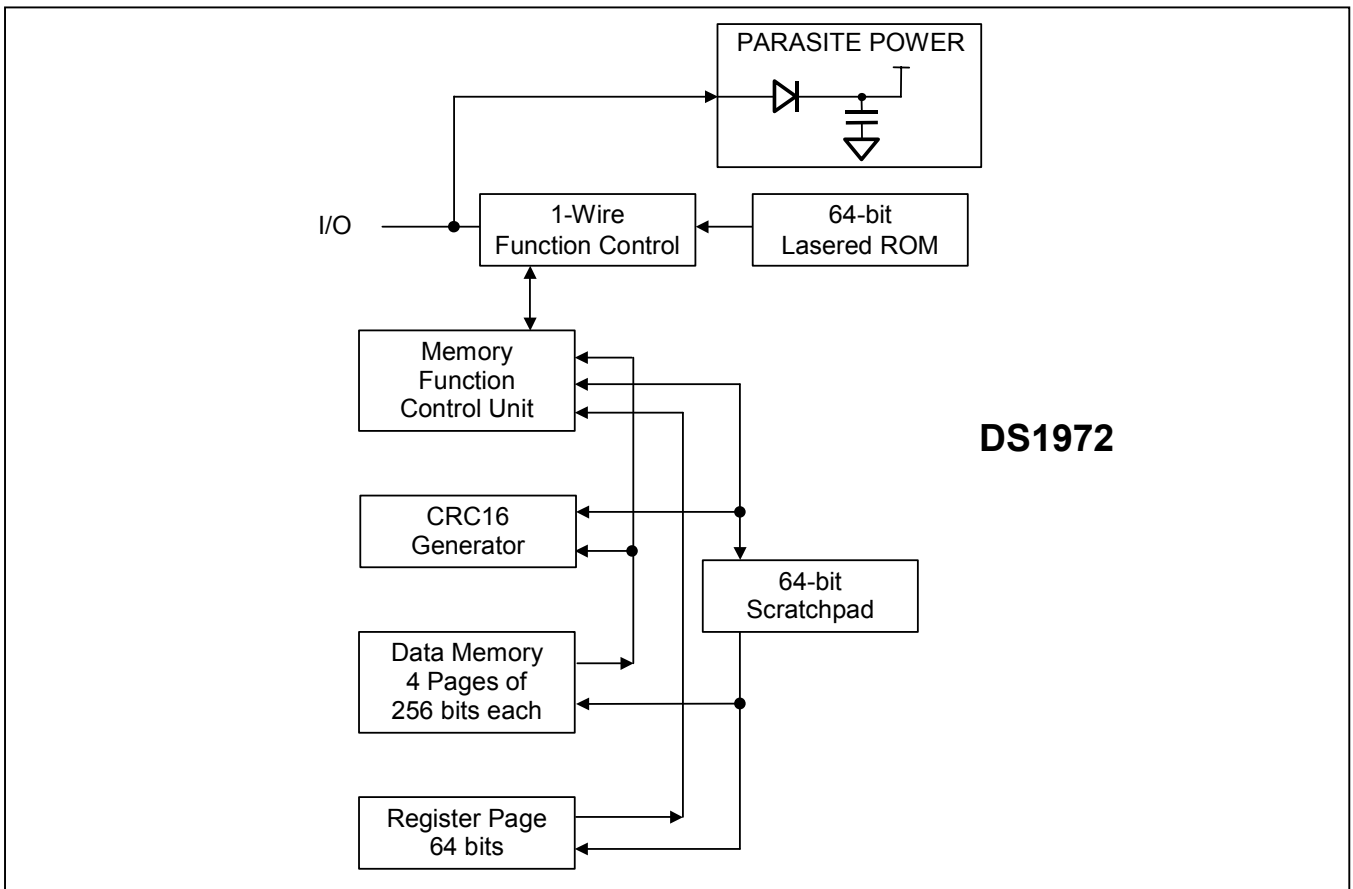 PARASITE POWER
I/O
1-Wire
Function Control
64-bit
Lasered ROM
Memory
Function
Control Unit
DS1972
CRC16
Generator
64-bit
Scratchpad
Data Memory
4 Pages of
256 bits each
Register Page
64 bits